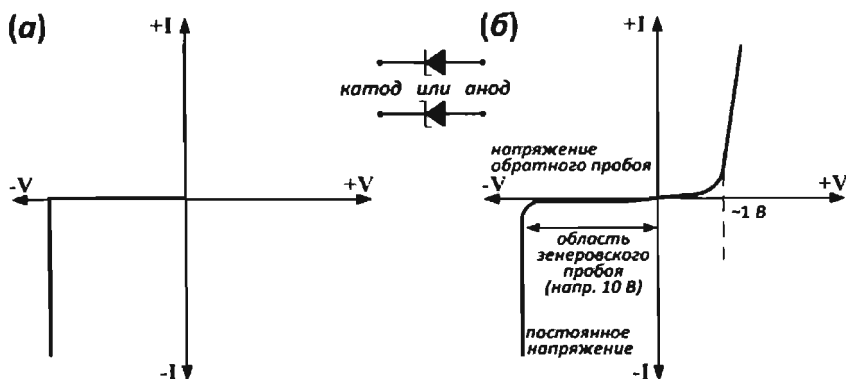 (а)
+I
-V
+V
-I
катод или анод
(б)
+I
напряжение
обратного пробоя
-V
+V
~1 В
область
зенеровского
пробоя
(напр. 10 В)
постоянное
напряжение
-I